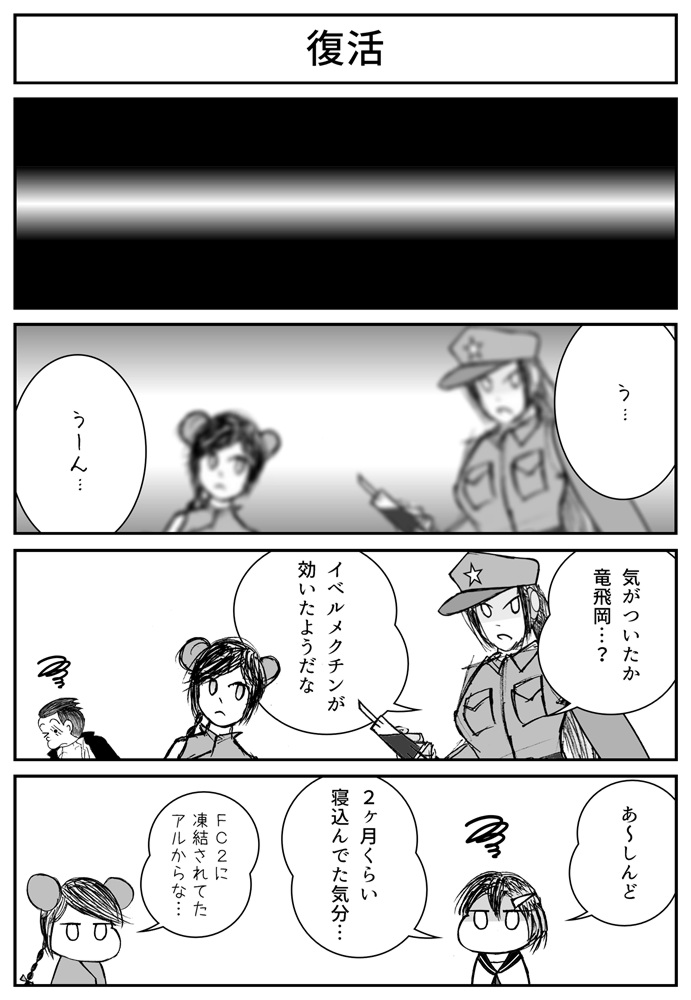 復活
う…
うーん…
気がついたか
竜飛岡…？
イベルメクチンが
効いたようだな
あ～しんど
２ヶ月くらい
寝込んでた気分…
ＦＣ２に
凍結されてた
アルからな…